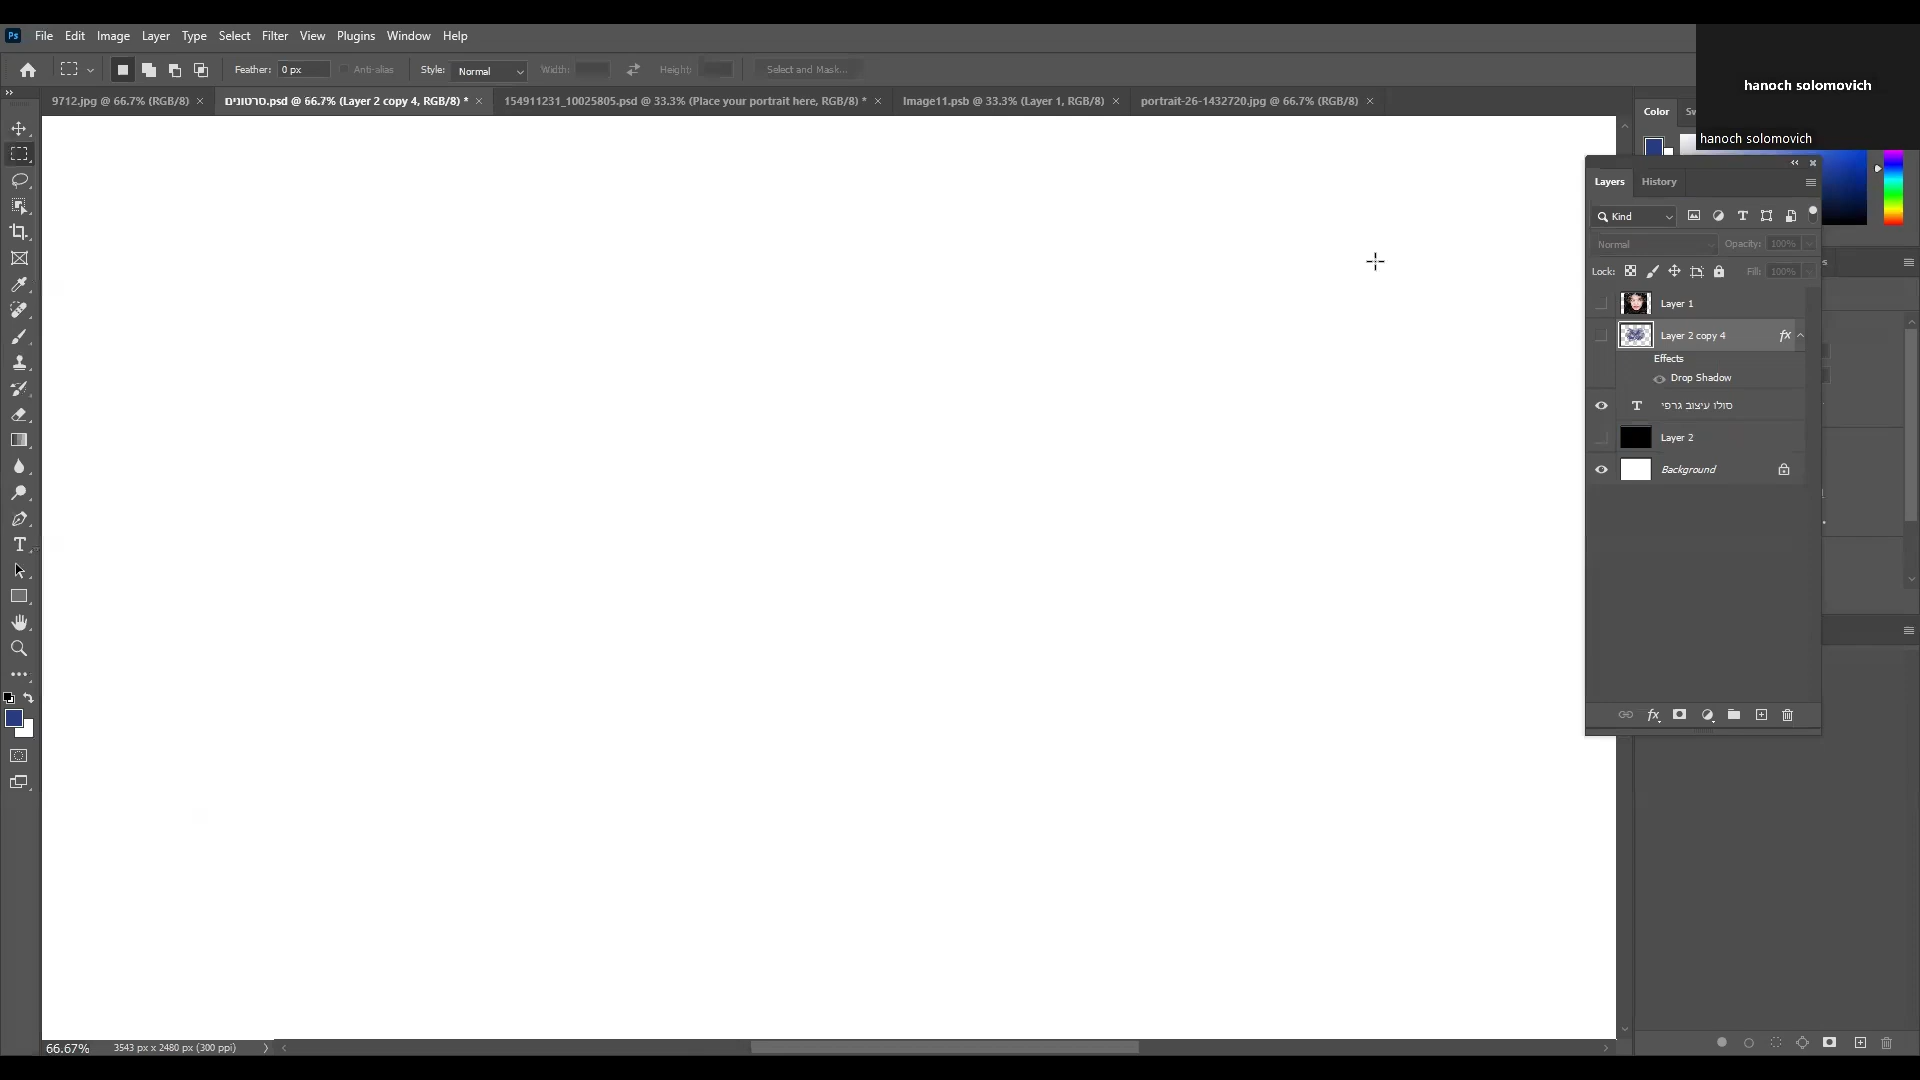 Ps File Edit Image Layer Type Select Filter View Plugins Window Help
hanoch solomovich
hanoch solomovich
Feather: 0 px Anti-alias Style: Normal Width: Height: Select and Mask...
9712.jpg @ 66.7% (RGB/8)
סרטונים.psd @ 66.7% (Layer 2 copy 4, RGB/8) *
154911231_10025805.psd @ 33.3% (Place your portrait here, RGB/8) *
Image11.psb @ 33.3% (Layer 1, RGB/8)
portrait-26-1432720.jpg @ 66.7% (RGB/8)
Color
Layers History
Kind
Normal Opacity: 100%
Lock: Fill: 100%
Layer 1
Layer 2 copy 4 fx
Effects
Drop Shadow
T סולו עיצוב גרפי
Layer 2
Background
fx
66.67% 3543 px x 2480 px (300 ppi)